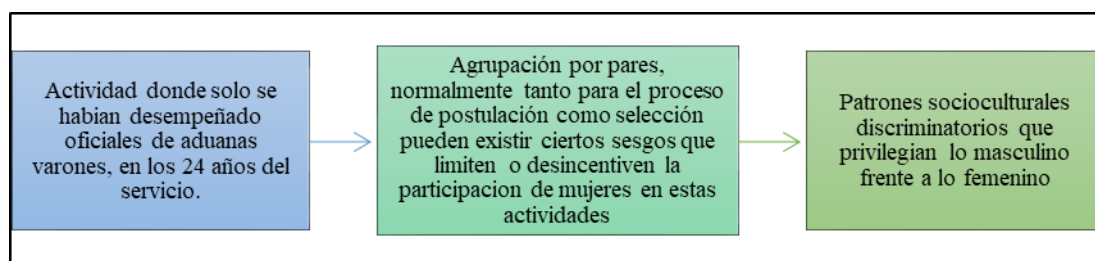 Actividad donde solo se
habian desempeñado
oficiales de aduanas
varones, en los 24 años del
servicio.
Agrupación por pares,
normalmente tanto para el proceso
de postulación como selección
pueden existir ciertos sesgos que
limiten o desincentiven la
participacion de mujeres en estas
actividades
Patrones socioculturales
discriminatorios que
privilegian lo masculino
frente a lo femenino